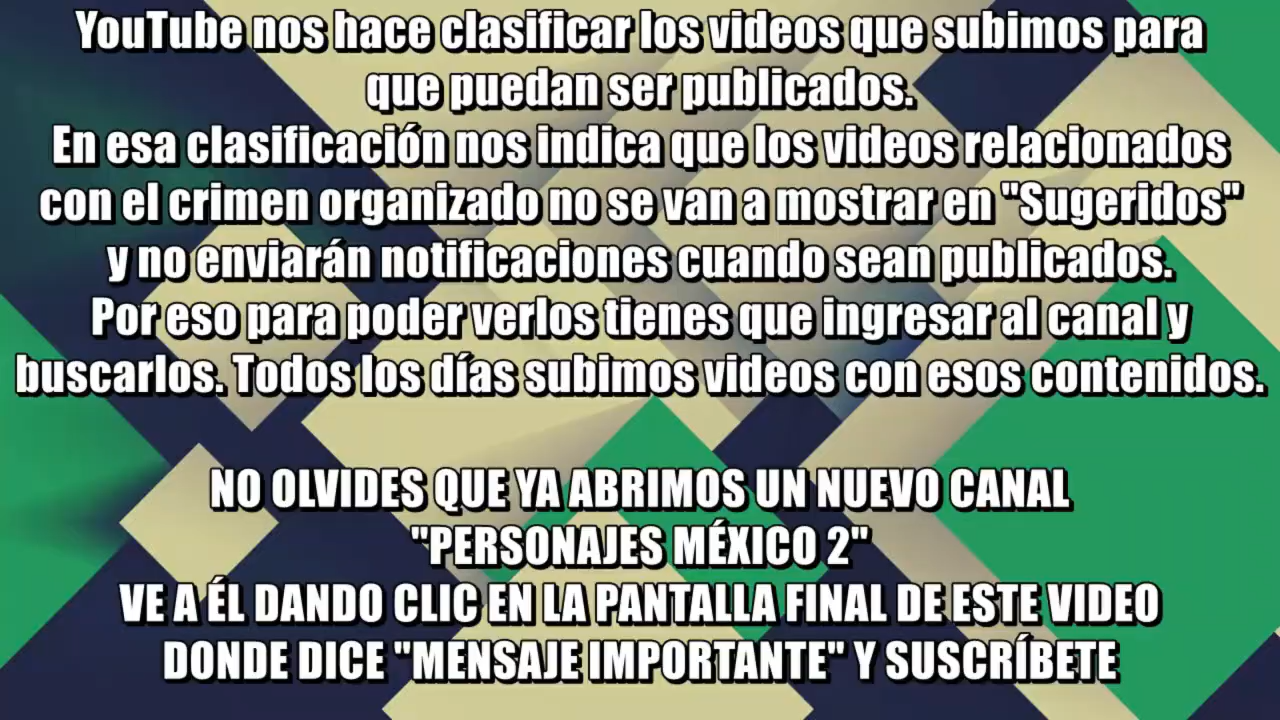 YouTube nos hace clasificar los videos que subimos para
que puedan ser publicados.
En esa clasificación nos indica que los videos relacionados
con el crimen organizado no se van a mostrar en "Sugeridos"
y no enviarán notificaciones cuando sean publicados.
Por eso para poder verlos tienes que ingresar al canal y
buscarlos. Todos los días subimos videos con esos contenidos.
NO OLVIDES QUE YA ABRIMOS UN NUEVO CANAL
"PERSONAJES MÉXICO 2"
VE A ÉL DANDO CLIC EN LA PANTALLA FINAL DE ESTE VIDEO
DONDE DICE "MENSAJE IMPORTANTE" Y SUSCRÍBETE